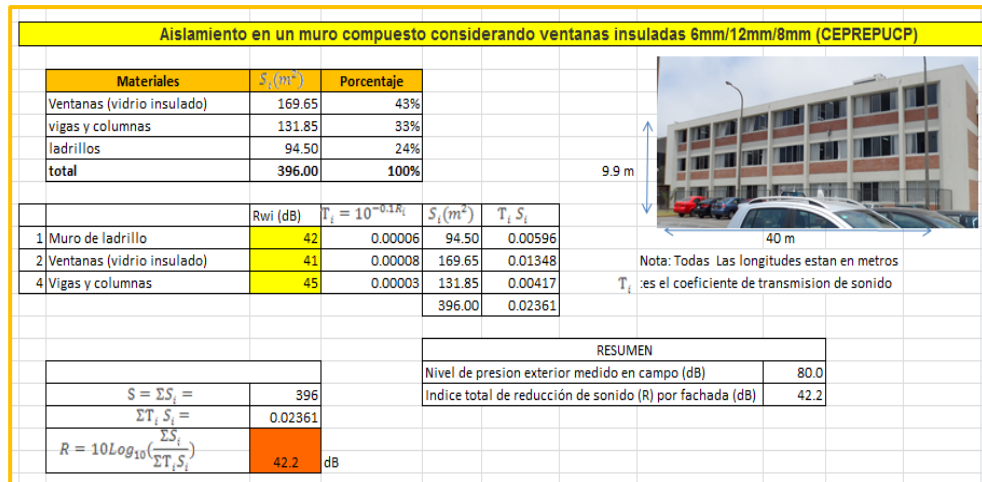 Aislamiento en un muro compuesto considerando ventanas insuladas 6mm/12mm/8mm (CEPREPUCP)
Materiales S_i(m²) Porcentaje
Ventanas (vidrio insulado) 169.65 43%
vigas y columnas 131.85 33%
ladrillos 94.50 24%
total 396.00 100%
9.9 m
Rwi (dB) T_i = 10^{-0.1R_i} S_i(m²) T_i S_i
1 Muro de ladrillo 42 0.00006 94.50 0.00596
2 Ventanas (vidrio insulado) 41 0.00008 169.65 0.01348
4 Vigas y columnas 45 0.00003 131.85 0.00417
396.00 0.02361
40 m
Nota: Todas Las longitudes estan en metros
T_i :es el coeficiente de transmision de sonido
RESUMEN
Nivel de presion exterior medido en campo (dB) 80.0
Indice total de reducción de sonido (R) por fachada (dB) 42.2
S = ΣS_i = 396
ΣT_i S_i = 0.02361
R = 10Log₁₀(ΣS_i/ΣT_iS_i) 42.2 dB